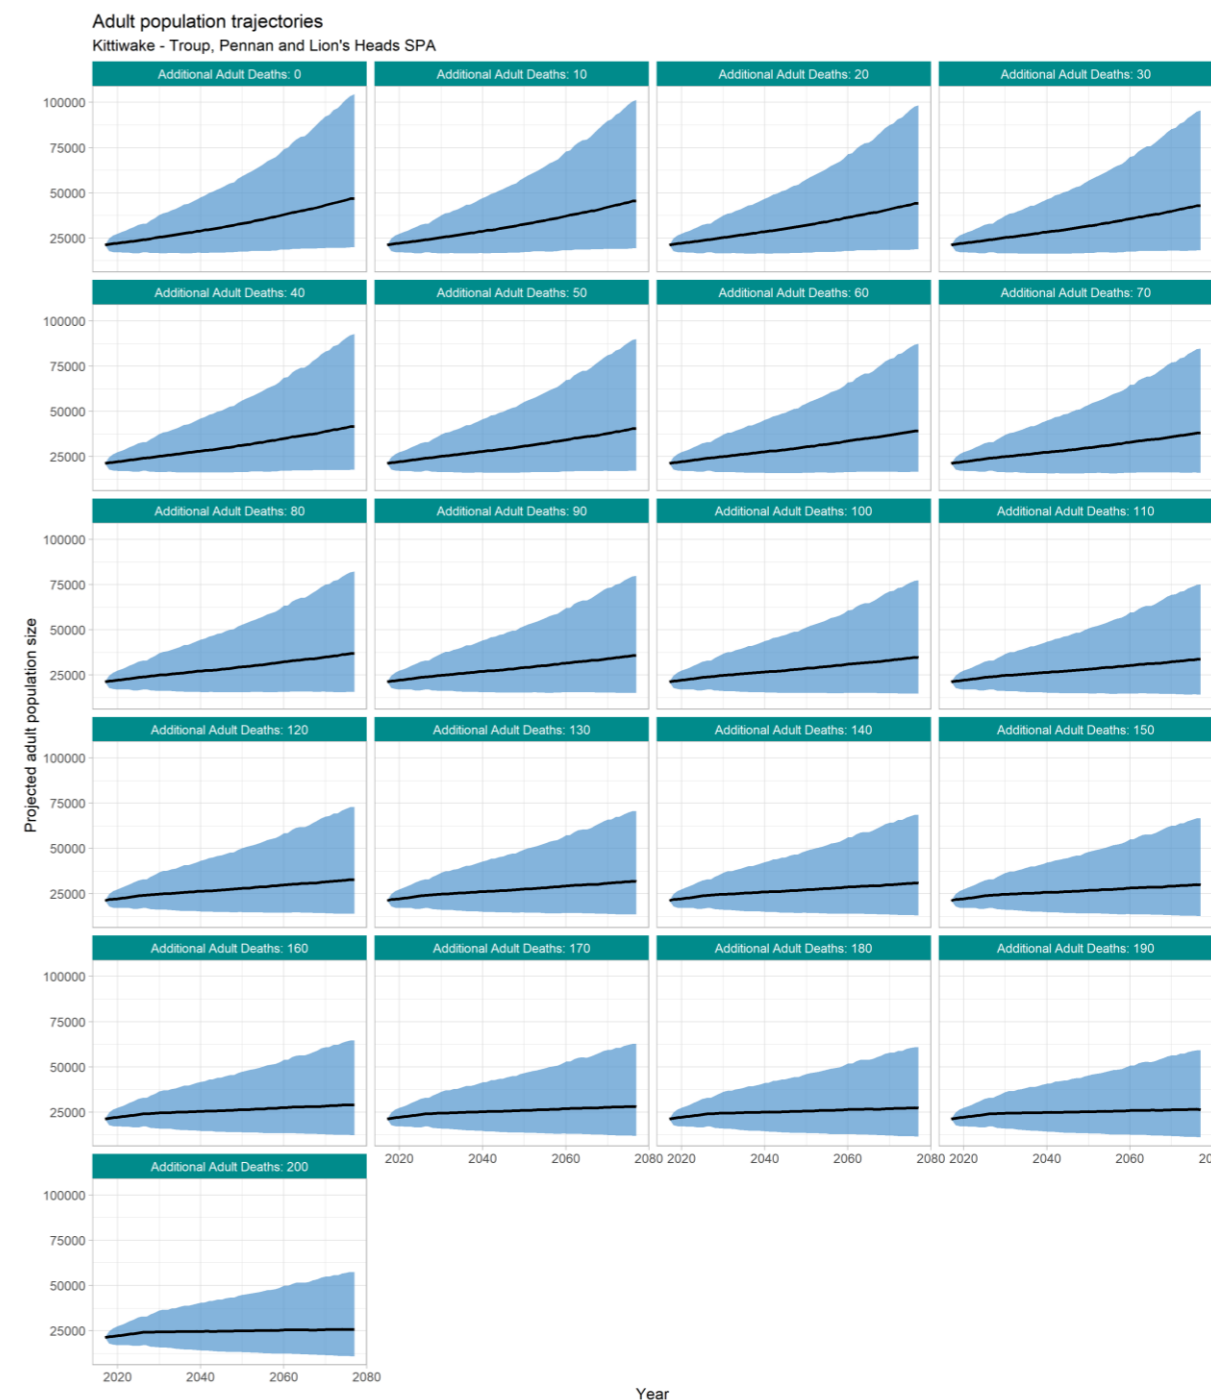 Adult population trajectories
Kittiwake - Troup, Pennan and Lion's Heads SPA
Additional Adult Deaths: 0
Additional Adult Deaths: 10
Additional Adult Deaths: 20
Additional Adult Deaths: 30
100000
75000
50000
25000
Additional Adult Deaths: 40
Additional Adult Deaths: 50
Additional Adult Deaths: 60
Additional Adult Deaths: 70
100000
75000
50000
25000
Additional Adult Deaths: 80
Additional Adult Deaths: 90
Additional Adult Deaths: 100
Additional Adult Deaths: 110
100000
75000
50000
25000
Projected adult population size
Additional Adult Deaths: 120
Additional Adult Deaths: 130
Additional Adult Deaths: 140
Additional Adult Deaths: 150
100000
75000
50000
25000
Additional Adult Deaths: 160
Additional Adult Deaths: 170
Additional Adult Deaths: 180
Additional Adult Deaths: 190
100000
75000
50000
25000
2020 2040 2060 2080
2020 2040 2060 2080
2020 2040 2060
Additional Adult Deaths: 200
100000
75000
50000
25000
2020 2040 2060 2080
Year